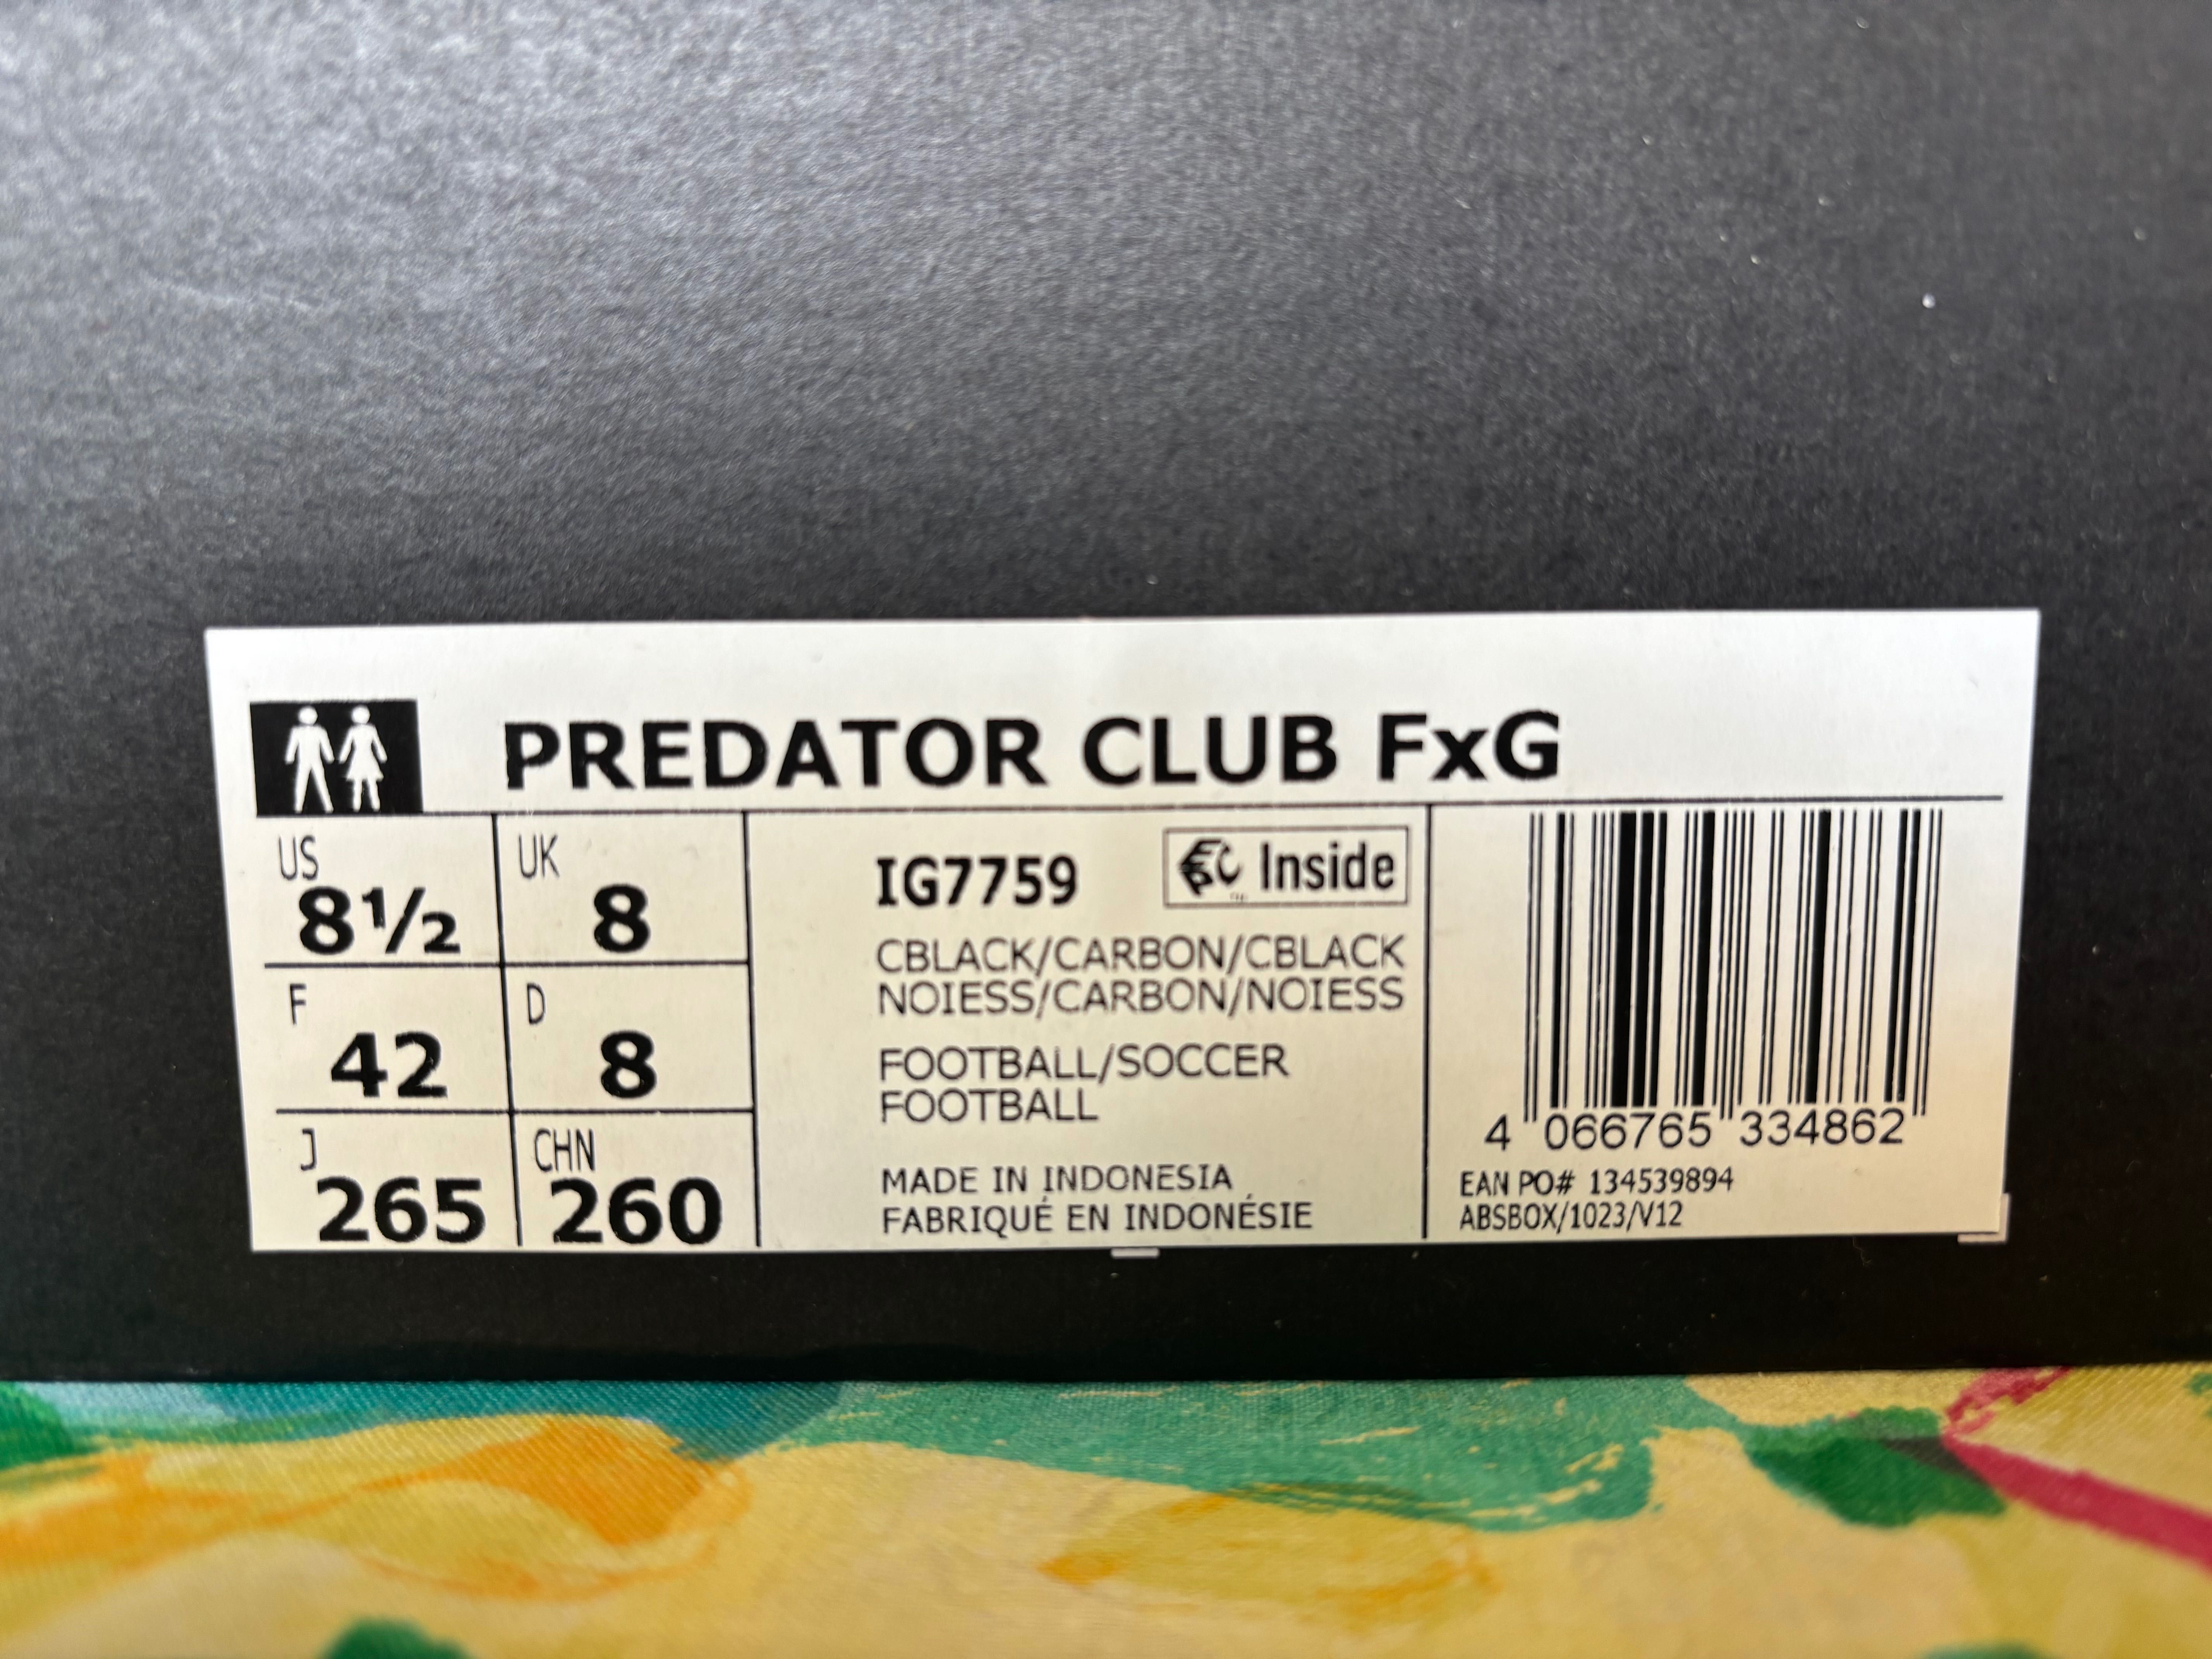 PREDATOR CLUB FxG
US
8½
UK
8
F
42
D
8
J
265
CHN
260
IG7759
EPC Inside
CBLACK/CARBON/CBLACK
NOIESS/CARBON/NOIESS
FOOTBALL/SOCCER
FOOTBALL
MADE IN INDONESIA
FABRIQUÉ EN INDONÉSIE
4 066765 334862
EAN PO# 134539894
ABSBOX/1023/V12